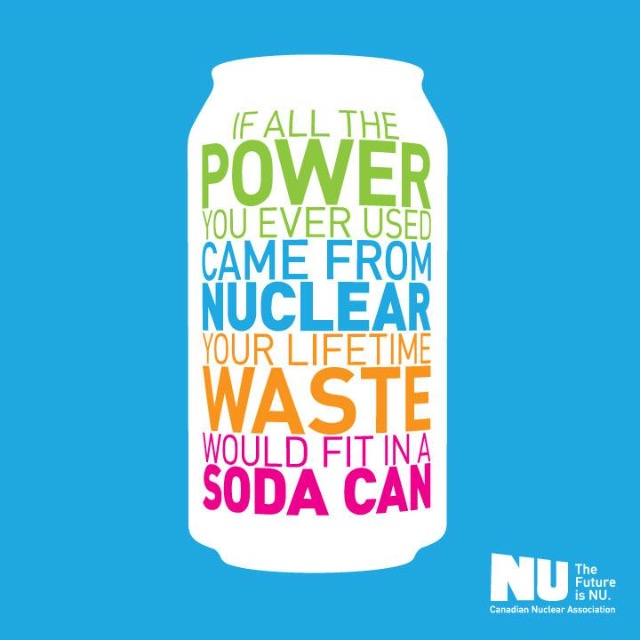 IF ALL THE
POWER
YOU EVER USED
CAME FROM
NUCLEAR
YOUR LIFETIME
WASTE
WOULD FIT IN A
SODA CAN
NU
The
Future
is NU.
Canadian Nuclear Association